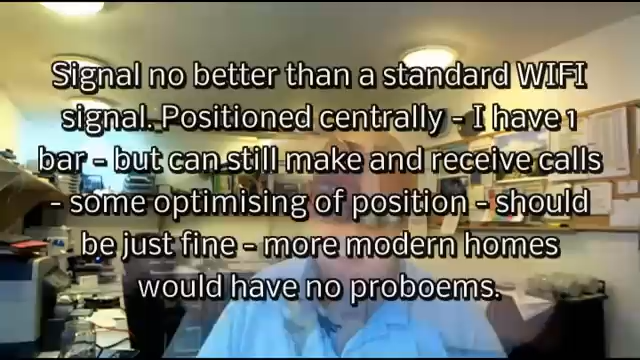 Signal no better than a standard WIFI
signal. Positioned centrally - I have 1
bar - but can still make and receive calls
- some optimising of position - should
be just fine - more modern homes
would have no proboems.